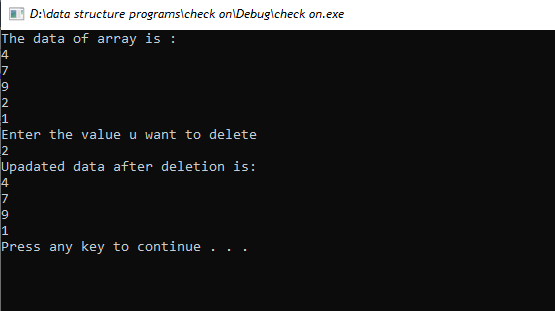 D:\data structure programs\check on\Debug\check on.exe
The data of array is :
4
7
9
2
1
Enter the value u want to delete
2
Upadated data after deletion is:
4
7
9
1
Press any key to continue . . .